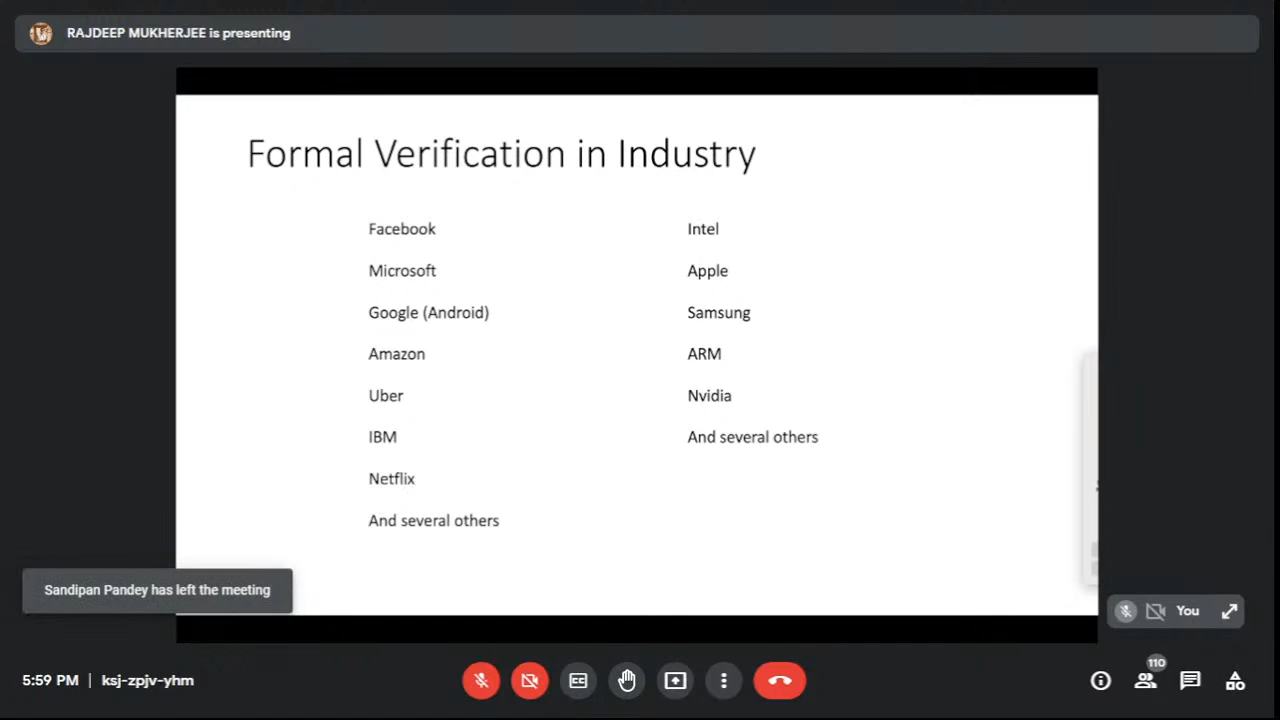 RAJDEEP MUKHERJEE is presenting
Formal Verification in Industry
Facebook
Microsoft
Google (Android)
Amazon
Uber
IBM
Netflix
And several others
Intel
Apple
Samsung
ARM
Nvidia
And several others
Sandipan Pandey has left the meeting
You
5:59 PM | ksj-zpjv-yhm
110